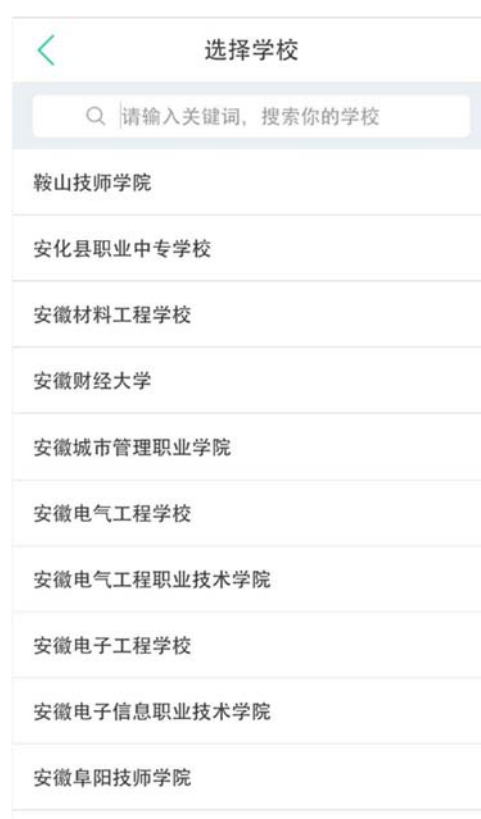 选择学校
请输入关键词，搜索你的学校
鞍山技师学院
安化县职业中专学校
安徽材料工程学校
安徽财经大学
安徽城市管理职业学院
安徽电气工程学校
安徽电气工程职业技术学院
安徽电子工程学校
安徽电子信息职业技术学院
安徽阜阳技师学院